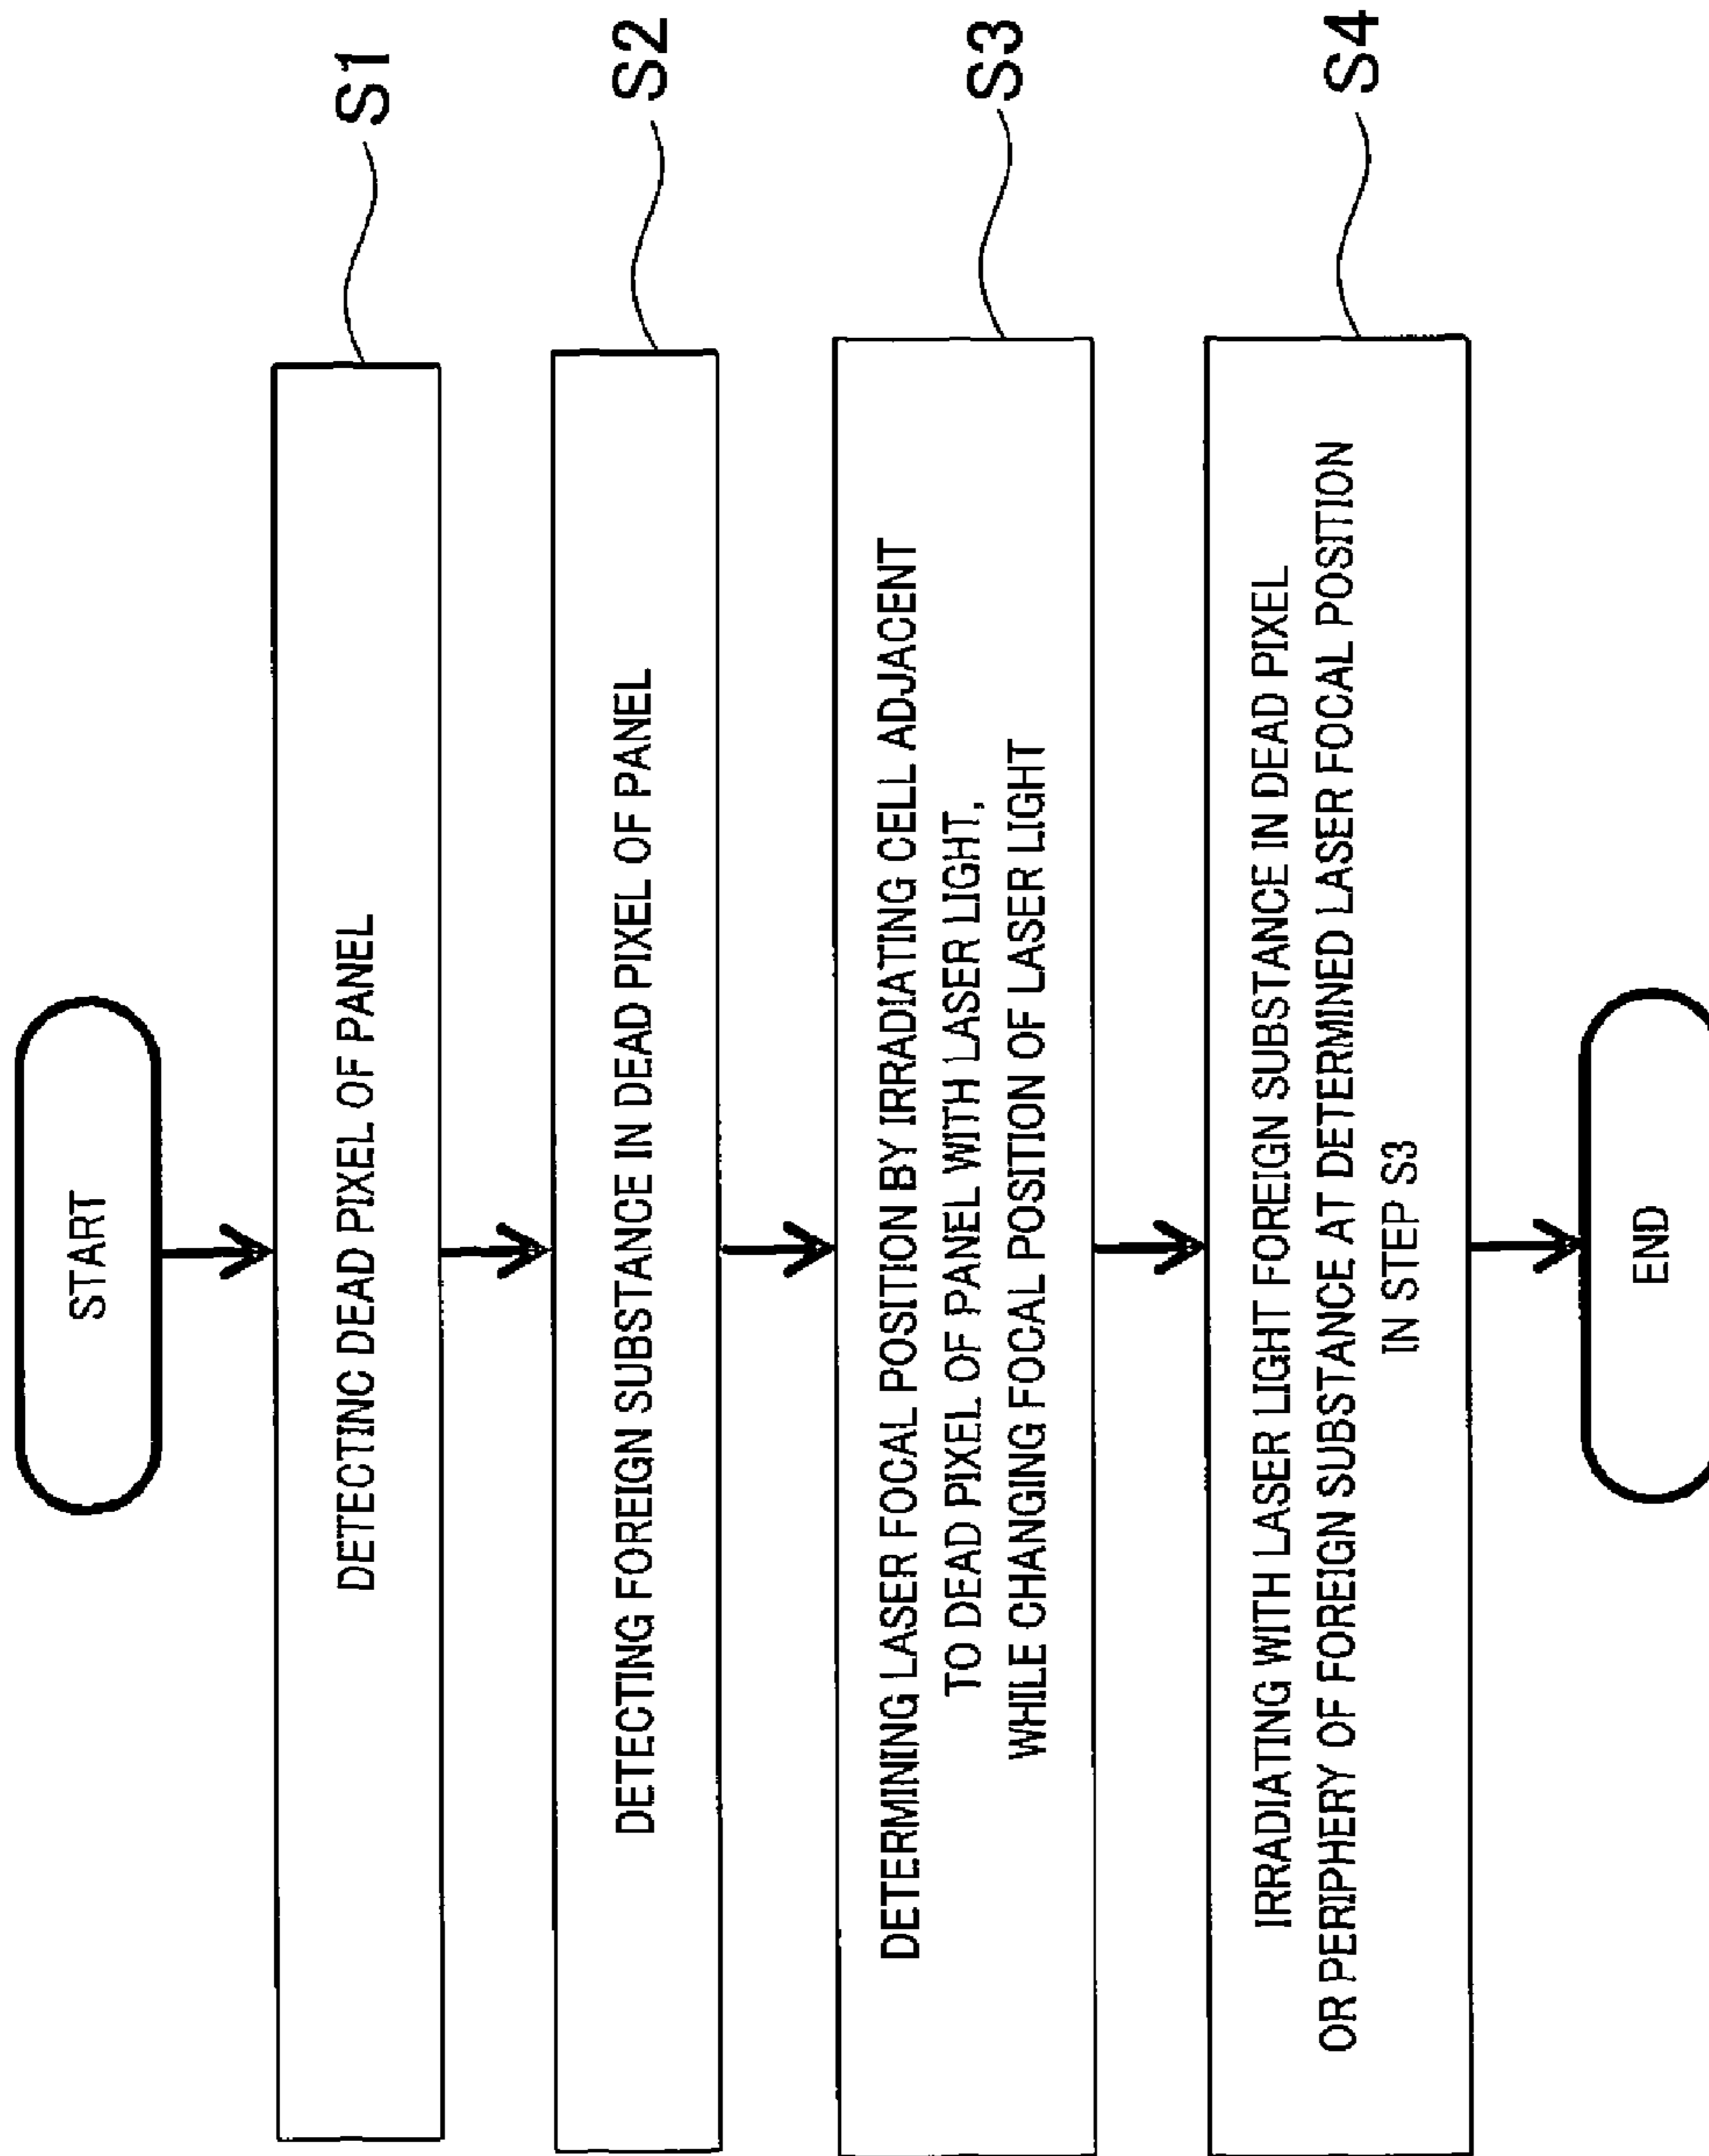 START
S1
DETECTING DEAD PIXEL OF PANEL
S2
DETECTING FOREIGN SUBSTANCE IN DEAD PIXEL OF PANEL
S3
DETERMINING LASER FOCAL POSITION BY IRRADIATING CELL ADJACENT
TO DEAD PIXEL OF PANEL WITH LASER LIGHT,
WHILE CHANGING FOCAL POSITION OF LASER LIGHT
S4
IRRADIATING WITH LASER LIGHT FOREIGN SUBSTANCE IN DEAD PIXEL
OR PERIPHERY OF FOREIGN SUBSTANCE AT DETERMINED LASER FOCAL POSITION
IN STEP S3
END